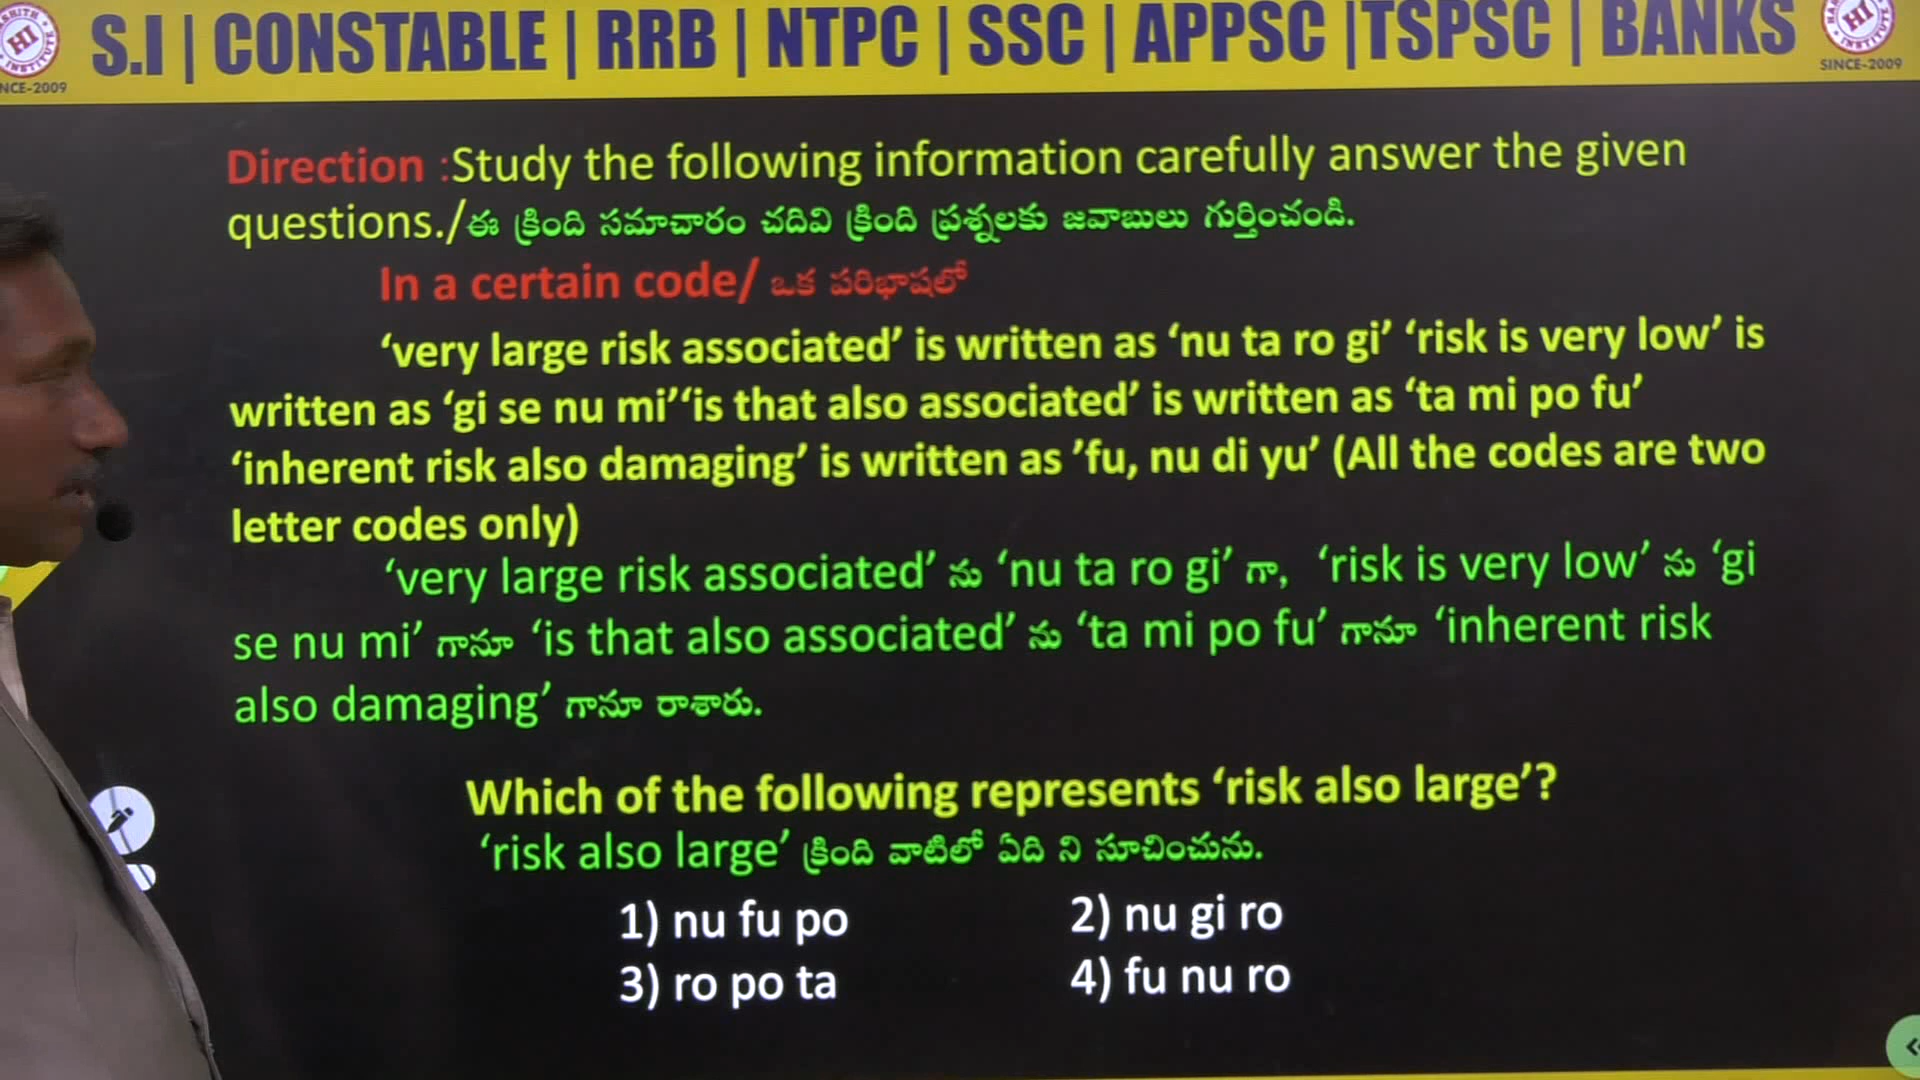 S.I | CONSTABLE | RRB | NTPC | SSC | APPSC |TSPSC | BANKS
HI
INSTITUTE
NCE-2009
HI
INSTITUTE
SINCE-2009
Direction :Study the following information carefully answer the given
questions./ఈ క్రింది సమాచారం చదివి క్రింది ప్రశ్నలకు జవాబులు గుర్తించండి.
In a certain code/ ఒక పరిభాషలో
‘very large risk associated’ is written as ‘nu ta ro gi’ ‘risk is very low’ is
written as ‘gi se nu mi’‘is that also associated’ is written as ‘ta mi po fu’
‘inherent risk also damaging’ is written as ’fu, nu di yu’ (All the codes are two
letter codes only)
‘very large risk associated’ ను ‘nu ta ro gi’ గా, ‘risk is very low’ ను ‘gi
se nu mi’ గానూ ‘is that also associated’ ను ‘ta mi po fu’ గానూ ‘inherent risk
also damaging’ గానూ రాశారు.
Which of the following represents ‘risk also large’?
‘risk also large’ క్రింది వాటిలో ఏది ని సూచించును.
1) nu fu po 2) nu gi ro
3) ro po ta 4) fu nu ro